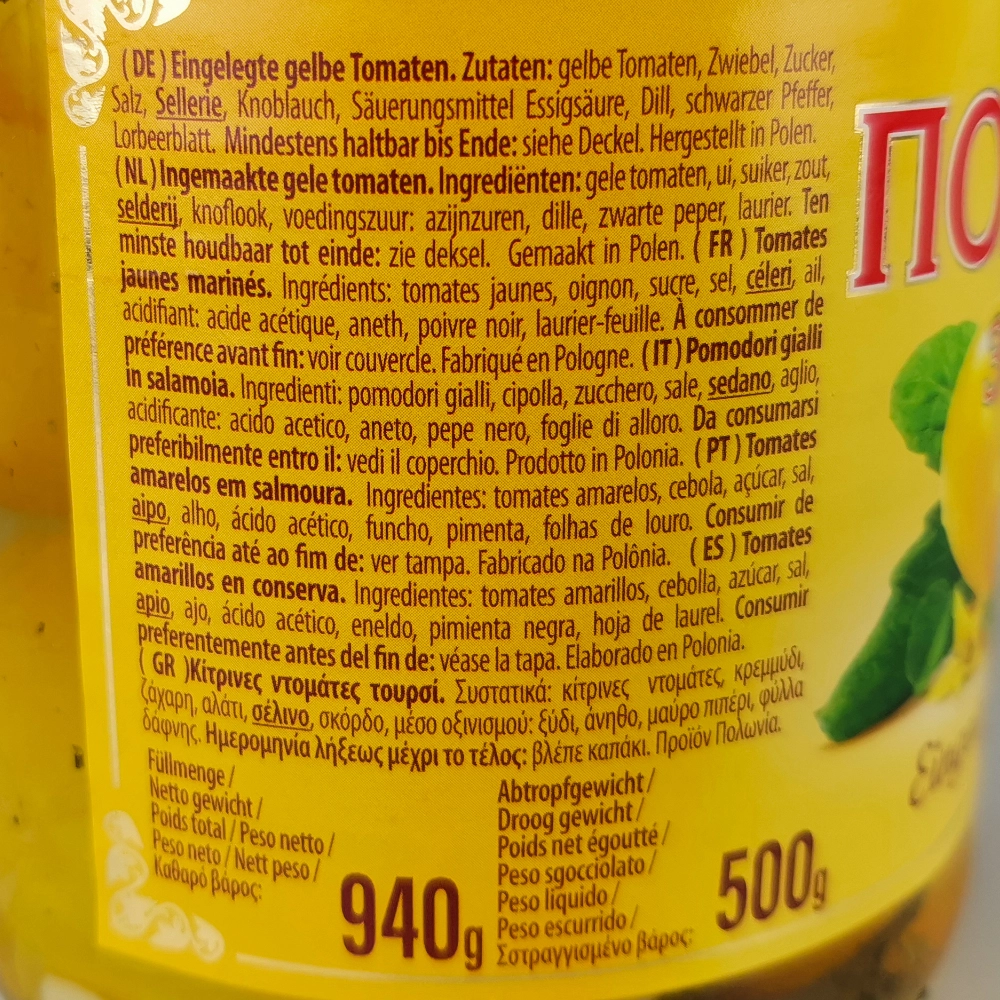 ( DE ) Eingelegte gelbe Tomaten. Zutaten: gelbe Tomaten, Zwiebel, Zucker,
Salz, Sellerie, Knoblauch, Säuerungsmittel Essigsäure, Dill, schwarzer Pfeffer,
Lorbeerblatt. Mindestens haltbar bis Ende: siehe Deckel. Hergestellt in Polen.
( NL ) Ingemaakte gele tomaten. Ingrediënten: gele tomaten, ui, suiker, zout,
selderij, knoflook, voedingszuur: azijnzuren, dille, zwarte peper, laurier. Ten
minste houdbaar tot einde: zie deksel. Gemaakt in Polen. ( FR ) Tomates
jaunes marinés. Ingrédients: tomates jaunes, oignon, sucre, sel, céleri, ail,
acidifiant: acide acétique, aneth, poivre noir, laurier-feuille. À consommer de
préférence avant fin: voir couvercle. Fabriqué en Pologne. ( IT ) Pomodori gialli
in salamoia. Ingredienti: pomodori gialli, cipolla, zucchero, sale, sedano, aglio,
acidificante: acido acetico, aneto, pepe nero, foglie di alloro. Da consumarsi
preferibilmente entro il: vedi il coperchio. Prodotto in Polonia. ( PT ) Tomates
amarelos em salmoura. Ingredientes: tomates amarelos, cebola, açúcar, sal,
aipo, alho, ácido acético, funcho, pimenta, folhas de louro. Consumir de
preferência até ao fim de: ver tampa. Fabricado na Polônia. ( ES ) Tomates
amarillos en conserva. Ingredientes: tomates amarillos, cebolla, azúcar, sal,
apio, ajo, ácido acético, eneldo, pimienta negra, hoja de laurel. Consumir
preferentemente antes del fin de: véase la tapa. Elaborado en Polonia.
( GR )Κίτρινες ντομάτες τουρσί. Συστατικά: κίτρινες ντομάτες, κρεμμύδι,
ζάχαρη, αλάτι, σέλινο, σκόρδο, μέσο οξινισμού: ξύδι, άνηθο, μαύρο πιπέρι, φύλλα
δάφνης. Ημερομηνία λήξεως μέχρι το τέλος: βλέπε καπάκι. Προϊόν Πολωνία.
Füllmenge /
Netto gewicht /
Poids total / Peso netto /
Peso neto / Nett peso /
Καθαρό βάρος:
940g
Abtropfgewicht /
Droog gewicht /
Poids net égoutté /
Peso sgocciolato /
Peso líquido /
Peso escurrido /
Σοτραγγισμένο βάρος:
500g
ПО